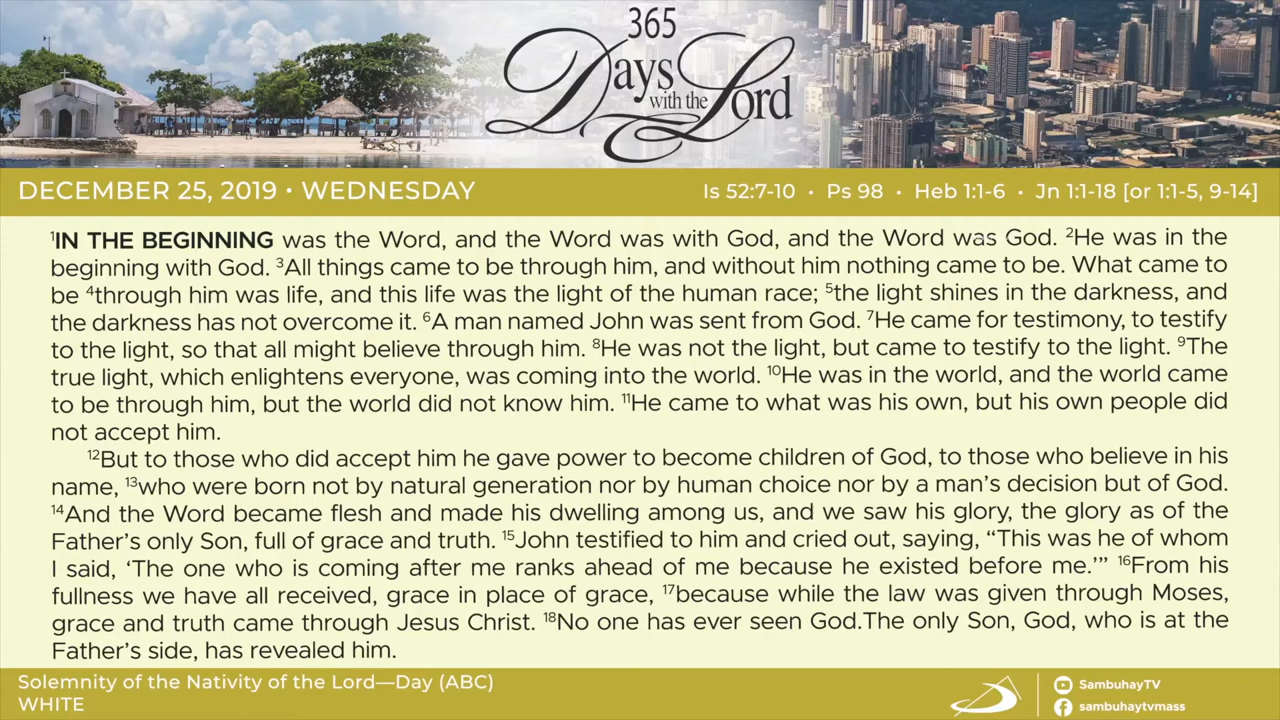 365
Days
with the
Lord
DECEMBER 25, 2019 • WEDNESDAY
Is 52:7-10 • Ps 98 • Heb 1:1-6 • Jn 1:1-18 [or 1:1-5, 9-14]
¹IN THE BEGINNING was the Word, and the Word was with God, and the Word was God. ²He was in the
beginning with God. ³All things came to be through him, and without him nothing came to be. What came to
be ⁴through him was life, and this life was the light of the human race; ⁵the light shines in the darkness, and
the darkness has not overcome it. ⁶A man named John was sent from God. ⁷He came for testimony, to testify
to the light, so that all might believe through him. ⁸He was not the light, but came to testify to the light. ⁹The
true light, which enlightens everyone, was coming into the world. ¹⁰He was in the world, and the world came
to be through him, but the world did not know him. ¹¹He came to what was his own, but his own people did
not accept him.
¹²But to those who did accept him he gave power to become children of God, to those who believe in his
name, ¹³who were born not by natural generation nor by human choice nor by a man's decision but of God.
¹⁴And the Word became flesh and made his dwelling among us, and we saw his glory, the glory as of the
Father's only Son, full of grace and truth. ¹⁵John testified to him and cried out, saying, “This was he of whom
I said, ‘The one who is coming after me ranks ahead of me because he existed before me.’” ¹⁶From his
fullness we have all received, grace in place of grace, ¹⁷because while the law was given through Moses,
grace and truth came through Jesus Christ. ¹⁸No one has ever seen God.The only Son, God, who is at the
Father's side, has revealed him.
Solemnity of the Nativity of the Lord—Day (ABC)
WHITE
SambuhayTV
sambuhaytvmass